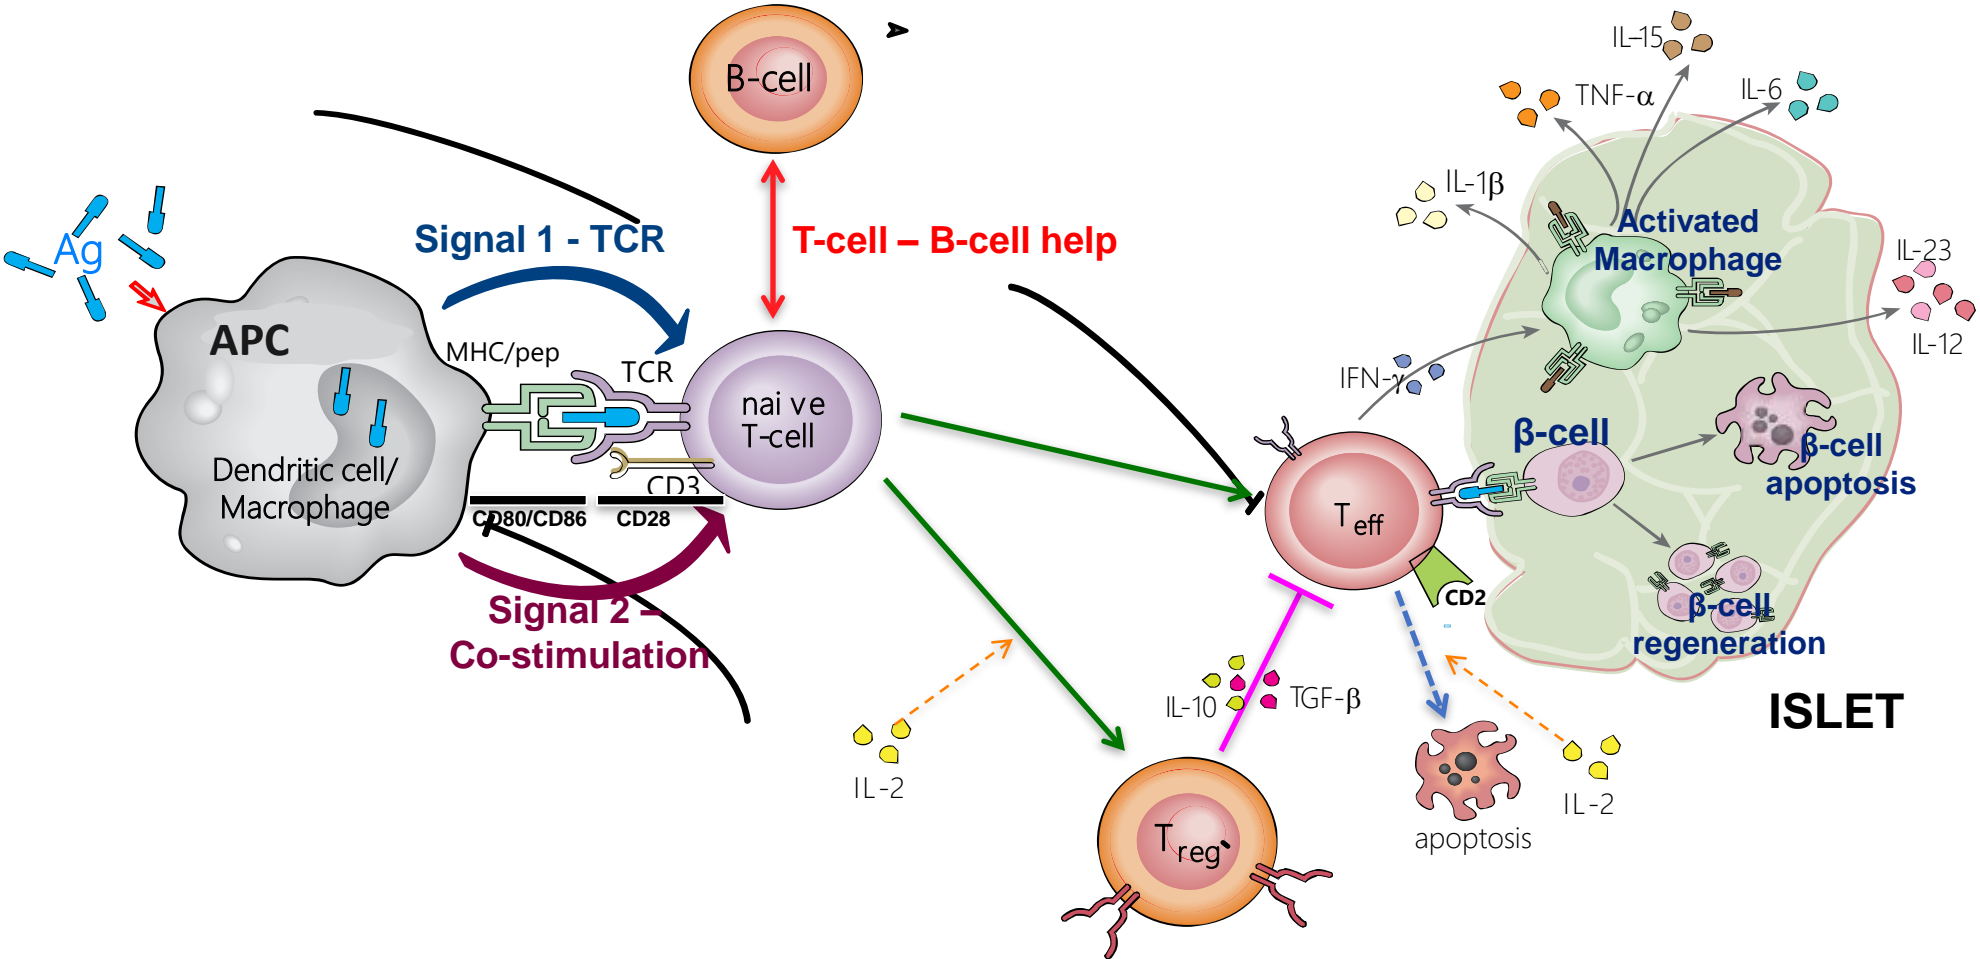 B-cell
IL-15
TNF-α
IL-6
IL-1β
Ag
Signal 1 - TCR
T-cell – B-cell help
Activated
Macrophage
IL-23
IL-12
APC
MHC/pep
TCR
IFN-γ
nai ve
T-cell
β-cell
β-cell
apoptosis
Dendritic cell/
Macrophage
CD3
CD80/CD86
CD28
Teff
CD2
Signal 2 –
Co-stimulation
β-cell
regeneration
IL-10
TGF-β
ISLET
IL-2
IL-2
apoptosis
Treg